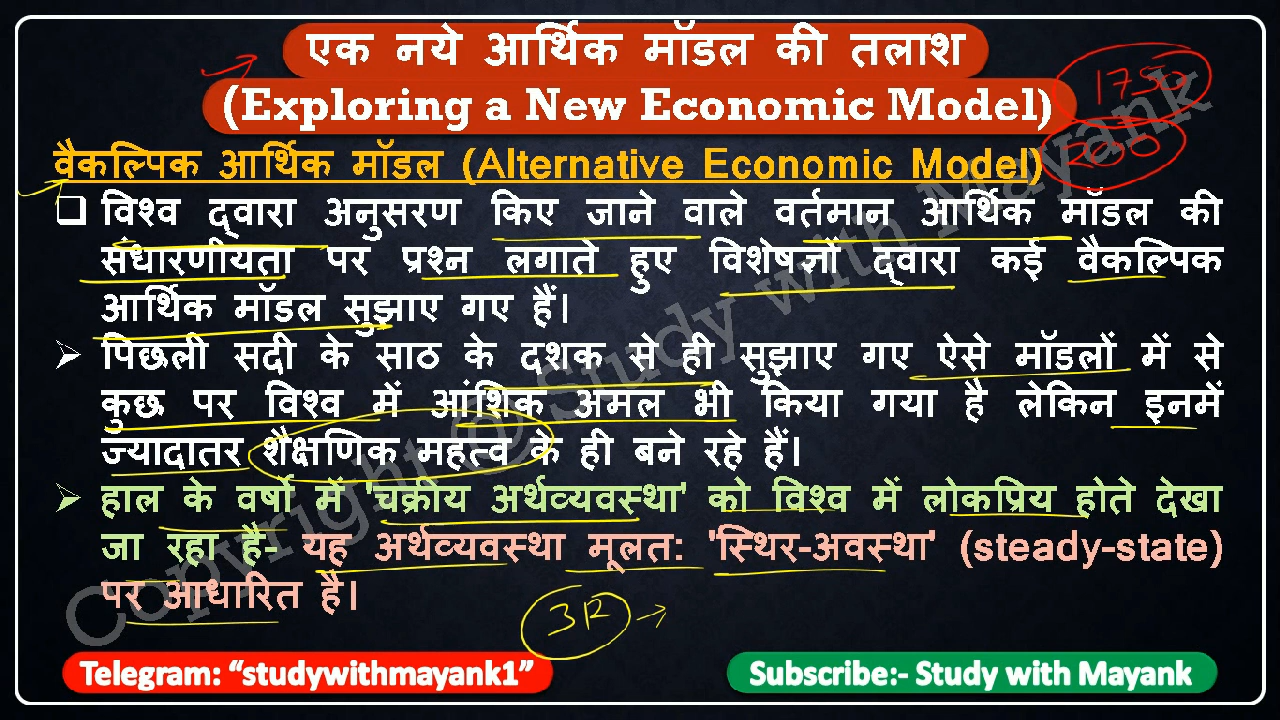 एक नये आर्थिक मॉडल की तलाश
(Exploring a New Economic Model)
1750
वैकल्पिक आर्थिक मॉडल (Alternative Economic Model)
❑ विश्व द्वारा अनुसरण किए जाने वाले वर्तमान आर्थिक मॉडल की
संधारणीयता पर प्रश्न लगाते हुए विशेषज्ञों द्वारा कई वैकल्पिक
आर्थिक मॉडल सुझाए गए हैं।
➢ पिछली सदी के साठ के दशक से ही सुझाए गए ऐसे मॉडलों में से
कुछ पर विश्व में आंशिक अमल भी किया गया है लेकिन इनमें
ज्यादातर शैक्षणिक महत्व के ही बने रहे हैं।
➢ हाल के वर्षो में 'चक्रीय अर्थव्यवस्था' को विश्व में लोकप्रिय होते देखा
जा रहा है- यह अर्थव्यवस्था मूलत: 'स्थिर-अवस्था' (steady-state)
पर आधारित है।
3R →
Copyright @ Study with Mayank
Telegram: “studywithmayank1”
Subscribe:- Study with Mayank